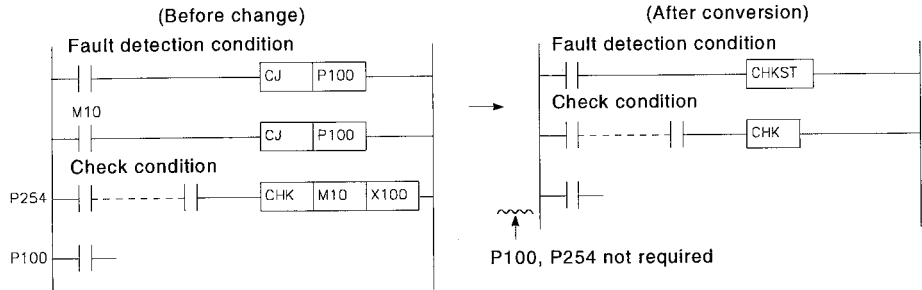 (Before change)
Fault detection condition
CJ P100
M10
CJ P100
Check condition
P254
CHK M10 X100
P100
(After conversion)
Fault detection condition
CHKST
Check condition
CHK
P100, P254 not required